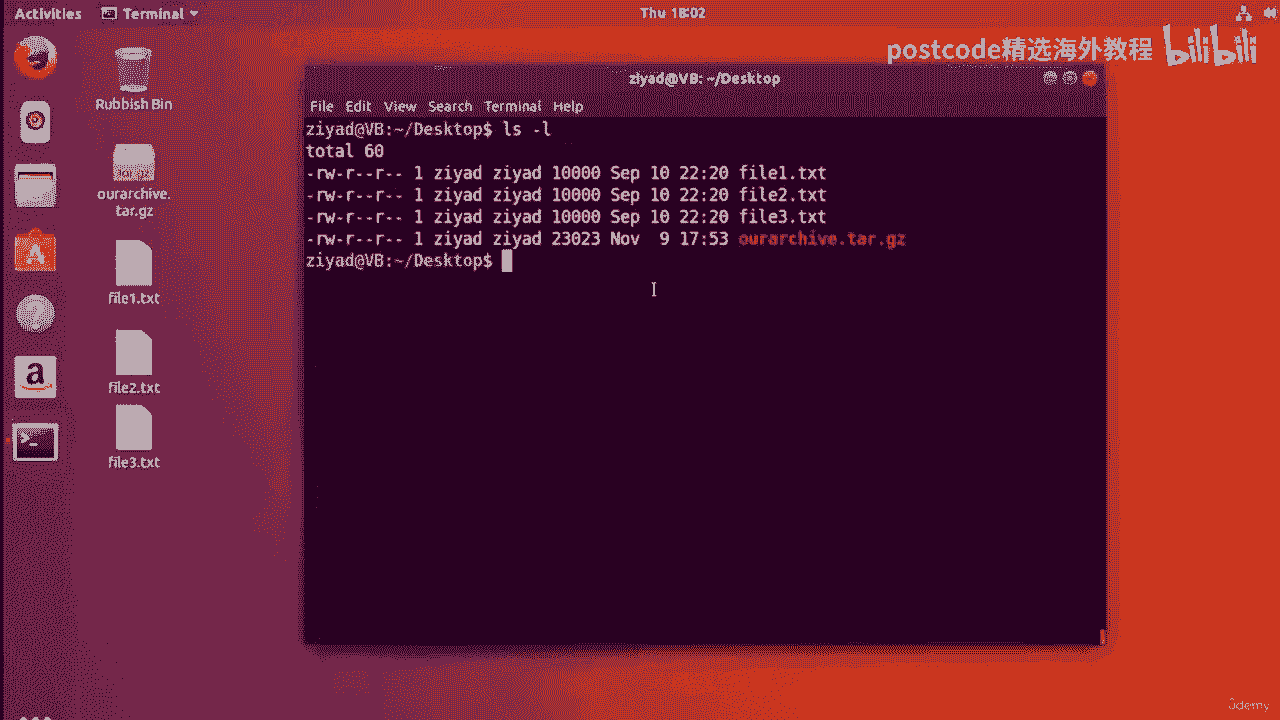 Activities Terminal Thu 18:02
postcode精选海外教程 bilibili
Rubbish Bin
ourarchive.
tar.gz
file1.txt
file2.txt
file3.txt
ziyad@VB: ~/Desktop
File Edit View Search Terminal Help
ziyad@VB:~/Desktop$ ls -l
total 60
-rw-r--r-- 1 ziyad ziyad 10000 Sep 10 22:20 file1.txt
-rw-r--r-- 1 ziyad ziyad 10000 Sep 10 22:20 file2.txt
-rw-r--r-- 1 ziyad ziyad 10000 Sep 10 22:20 file3.txt
-rw-r--r-- 1 ziyad ziyad 23023 Nov  9 17:53 ourarchive.tar.gz
ziyad@VB:~/Desktop$
Udemy